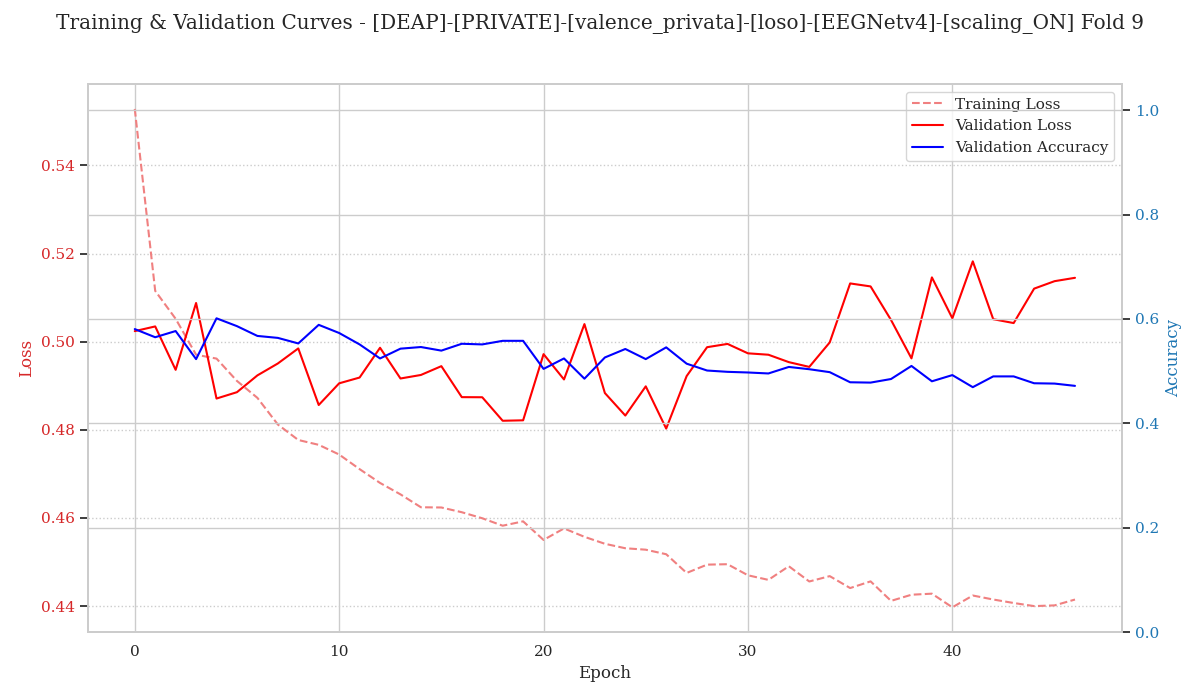 Training & Validation Curves - [DEAP]-[PRIVATE]-[valence_privata]-[loso]-[EEGNetv4]-[scaling_ON] Fold 9
Training Loss
Validation Loss
Validation Accuracy
Loss
0.54
0.52
0.50
0.48
0.46
0.44
1.0
0.8
0.6
0.4
0.2
0.0
Accuracy
0
10
20
30
40
Epoch